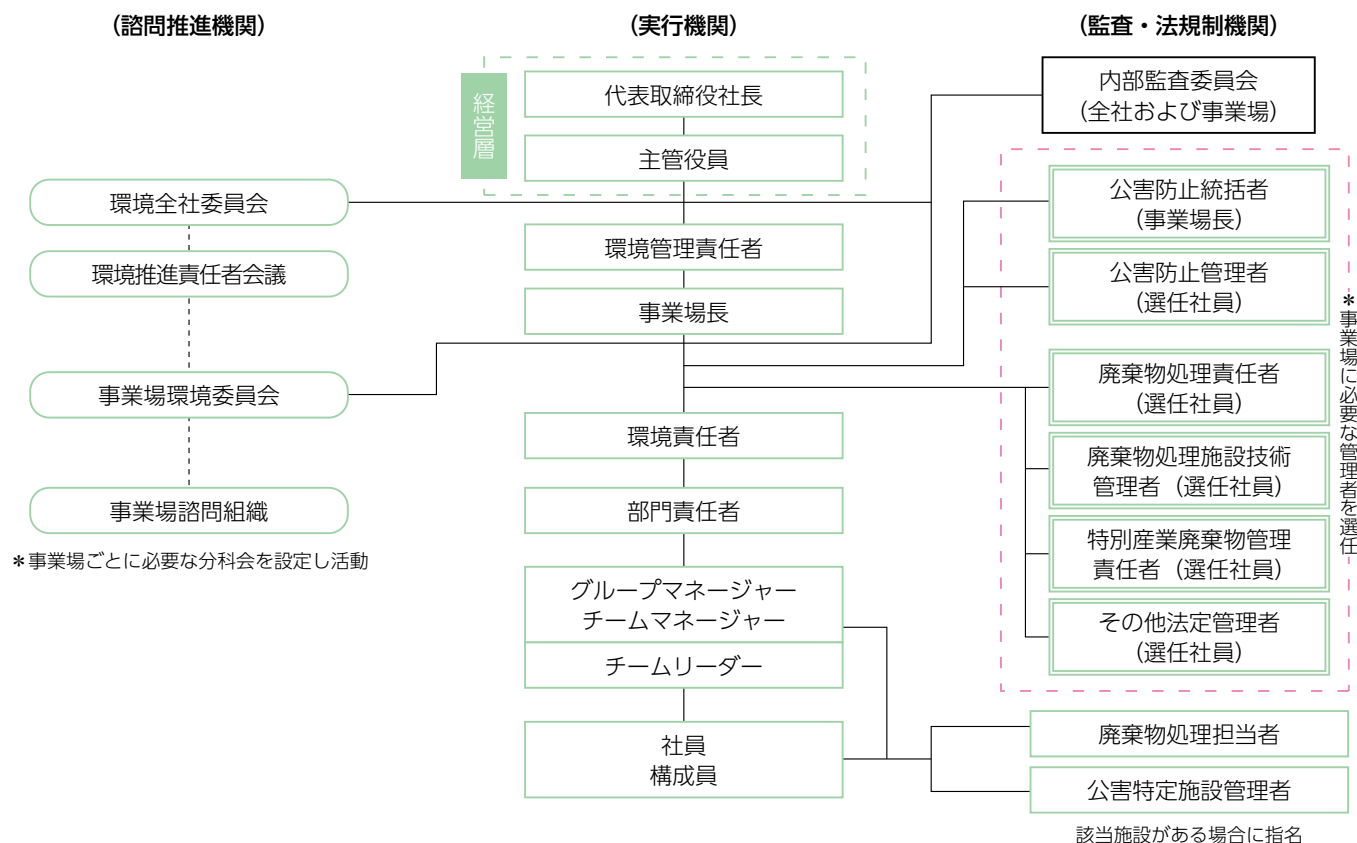 （諮問推進機関）
環境全社委員会
環境推進責任者会議
事業場環境委員会
事業場諮問組織
＊事業場ごとに必要な分科会を設定し活動
（実行機関）
経営層
代表取締役社長
主管役員
環境管理責任者
事業場長
環境責任者
部門責任者
グループマネージャー
チームマネージャー
チームリーダー
社員
構成員
（監査・法規制機関）
内部監査委員会
（全社および事業場）
公害防止統括者
（事業場長）
公害防止管理者
（選任社員）
廃棄物処理責任者
（選任社員）
廃棄物処理施設技術
管理者（選任社員）
特別産業廃棄物管理
責任者（選任社員）
その他法定管理者
（選任社員）
＊事業場に必要な管理者を選任
廃棄物処理担当者
公害特定施設管理者
該当施設がある場合に指名